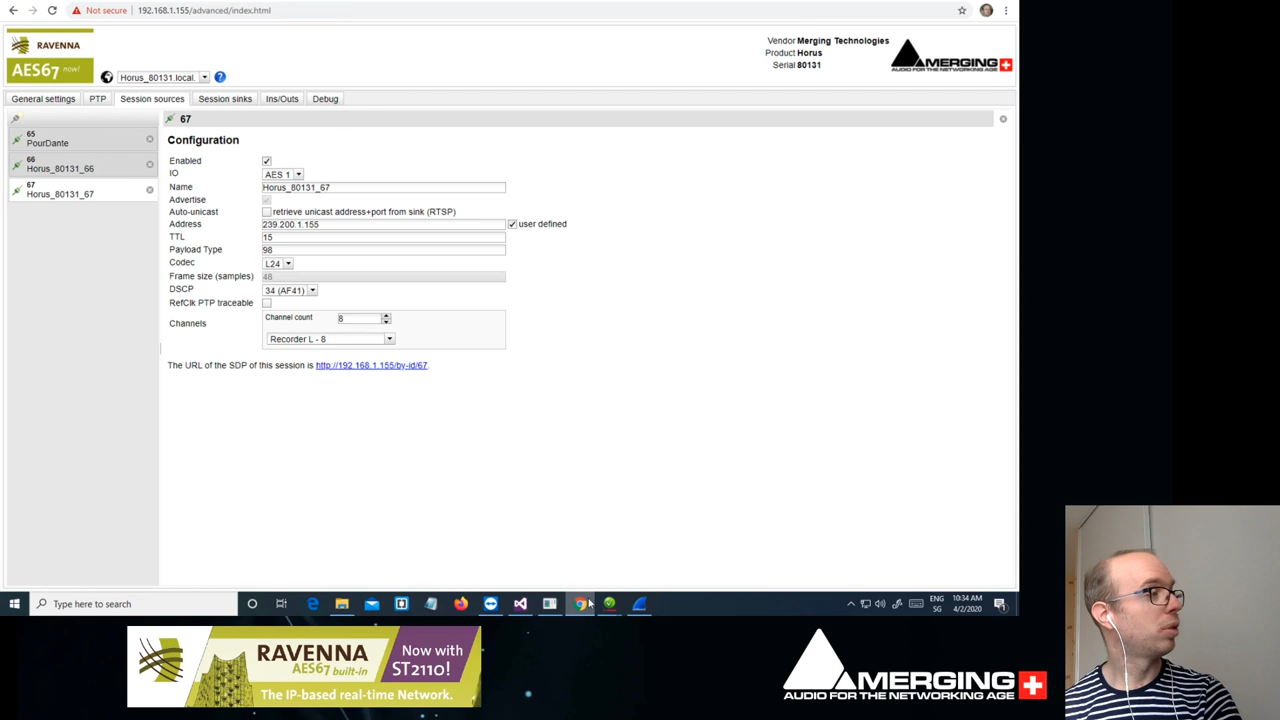 Not secure 192.168.1.155/advanced/index.html
RAVENNA
AES67 now!
Horus_80131.local. ?
Vendor Merging Technologies
Product Horus
Serial 80131
MERGING
AUDIO FOR THE NETWORKING AGE
General settings PTP Session sources Session sinks Ins/Outs Debug
65
PourDante
66
Horus_80131_66
67
Horus_80131_67
67
Configuration
Enabled
IO AES 1
Name Horus_80131_67
Advertise
Auto-unicast retrieve unicast address+port from sink (RTSP)
Address 239.200.1.155 user defined
TTL 15
Payload Type 98
Codec L24
Frame size (samples) 48
DSCP 34 (AF41)
RefClk PTP traceable
Channels Channel count 8
Recorder L - 8
The URL of the SDP of this session is http://192.168.1.155/by-id/67.
Type here to search
ENG
SG
10:34 AM
4/2/2020
RAVENNA
AES67 built-in
Now with
ST2110!
The IP-based real-time Network.
MERGING
AUDIO FOR THE NETWORKING AGE